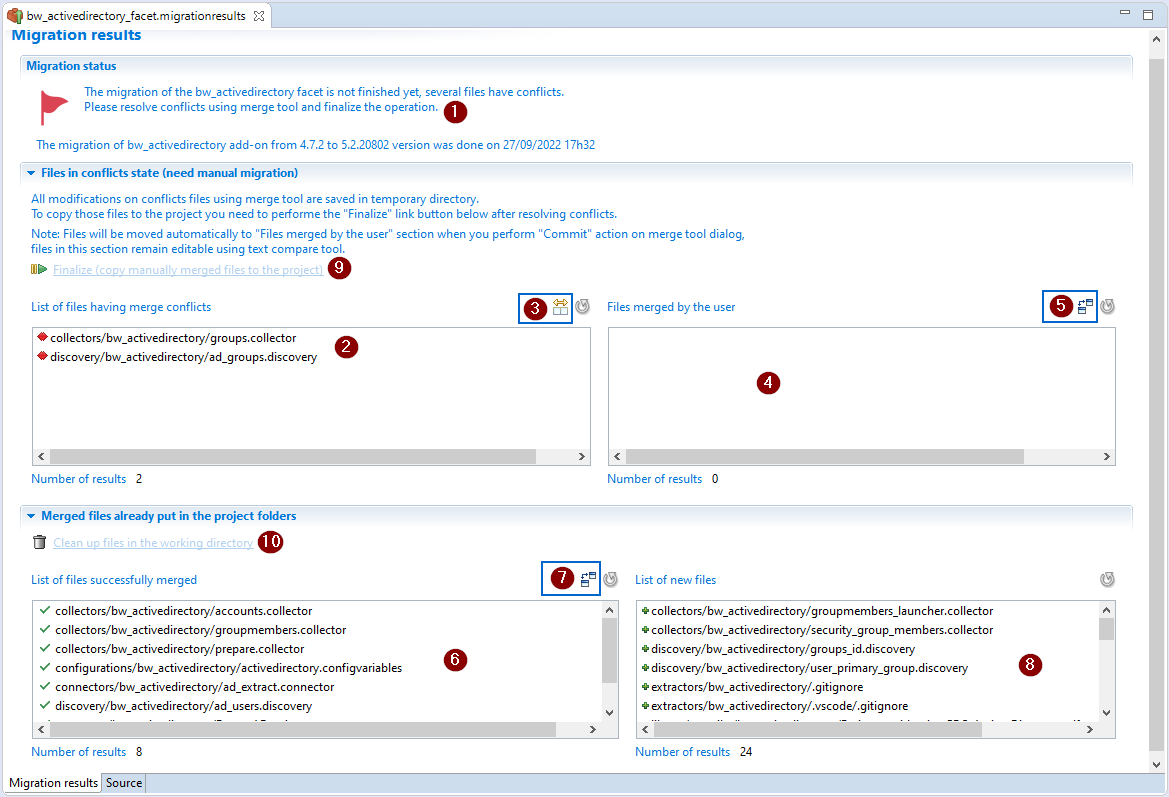 bw_activedirectory_facet.migrationresults
Migration results
Migration status
The migration of the bw_activedirectory facet is not finished yet, several files have conflicts.
Please resolve conflicts using merge tool and finalize the operation. 1
The migration of bw_activedirectory add-on from 4.7.2 to 5.2.20802 version was done on 27/09/2022 17h32
Files in conflicts state (need manual migration)
All modifications on conflicts files using merge tool are saved in temporary directory.
To copy those files to the project you need to performe the "Finalize" link button below after resolving conflicts.
Note: Files will be moved automatically to "Files merged by the user" section when you perform "Commit" action on merge tool dialog,
files in this section remain editable using text compare tool.
Finalize (copy manually merged files to the project) 9
List of files having merge conflicts 3
collectors/bw_activedirectory/groups.collector
discovery/bw_activedirectory/ad_groups.discovery
2
Number of results 2
Files merged by the user 5
4
Number of results 0
Merged files already put in the project folders
Clean up files in the working directory 10
List of files successfully merged 7
collectors/bw_activedirectory/accounts.collector
collectors/bw_activedirectory/groupmembers.collector
collectors/bw_activedirectory/prepare.collector
configurations/bw_activedirectory/activedirectory.configvariables
connectors/bw_activedirectory/ad_extract.connector
discovery/bw_activedirectory/ad_users.discovery
6
Number of results 8
List of new files
collectors/bw_activedirectory/groupmembers_launcher.collector
collectors/bw_activedirectory/security_group_members.collector
discovery/bw_activedirectory/groups_id.discovery
discovery/bw_activedirectory/user_primary_group.discovery
extractors/bw_activedirectory/.gitignore
extractors/bw_activedirectory/.vscode/.gitignore
8
Number of results 24
Migration results
Source